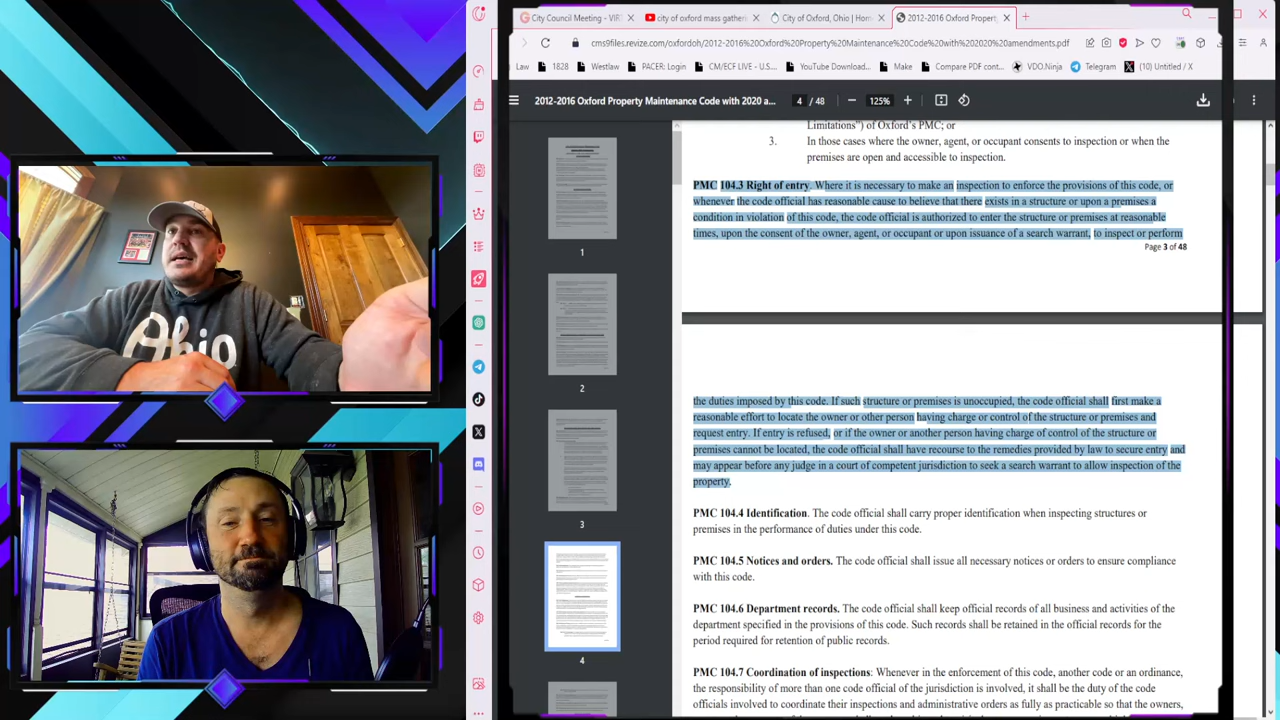 City Council Meeting - VIR
city of oxford mass gatheri
City of Oxford, Ohio | Hom
2012-2016 Oxford Propert
cms9files.revize.com/oxfordoh/2012-2016%20Oxford%20Property%20Maintenance%20Code%20with%202020%20amendments.pdf
Law
1828
Westlaw
PACER: Login
CM/ECF LIVE - U.S...
YouTube Download...
Make
Compare PDF cont...
VDO.Ninja
Telegram
(10) Untitled / X
2012-2016 Oxford Property Maintenance Code with 2020 a...
4 / 48
125%
Limitations") of Oxford's PMC; or
3. In those cases where the owner, agent, or occupant consents to inspection or when the
premises are open and accessible to inspection.
PMC 104.3 Right of entry. Where it is necessary to make an inspection to enforce the provisions of this code, or
whenever the code official has reasonable cause to believe that there exists in a structure or upon a premises a
condition in violation of this code, the code official is authorized to enter the structure or premises at reasonable
times, upon the consent of the owner, agent, or occupant or upon issuance of a search warrant, to inspect or perform
Page 3 of 48
the duties imposed by this code. If such structure or premises is unoccupied, the code official shall first make a
reasonable effort to locate the owner or other person having charge or control of the structure or premises and
request entry. If entry is refused, or if the owner or another person having charge of control of the structure or
premises cannot be located, the code official shall have recourse to the remedies provided by law to secure entry and
may appear before any judge in a court of competent jurisdiction to seek a search warrant to allow inspection of the
property.
PMC 104.4 Identification. The code official shall carry proper identification when inspecting structures or
premises in the performance of duties under this code.
PMC 104.5 Notices and orders. The code official shall issue all necessary notices or orders to ensure compliance
with this code.
PMC 104.6 Department records. The code official shall keep official records of all business and activities of the
department specified in the provisions of this code. Such records shall be retained in the official records for the
period required for retention of public records.
PMC 104.7 Coordination of inspections: Whenever in the enforcement of this code, another code or an ordinance,
the responsibility of more than one code official of the jurisdiction is involved, it shall be the duty of the code
officials involved to coordinate their inspections and administrative orders as fully as practicable so that the owners,
1
2
3
4
Ohio